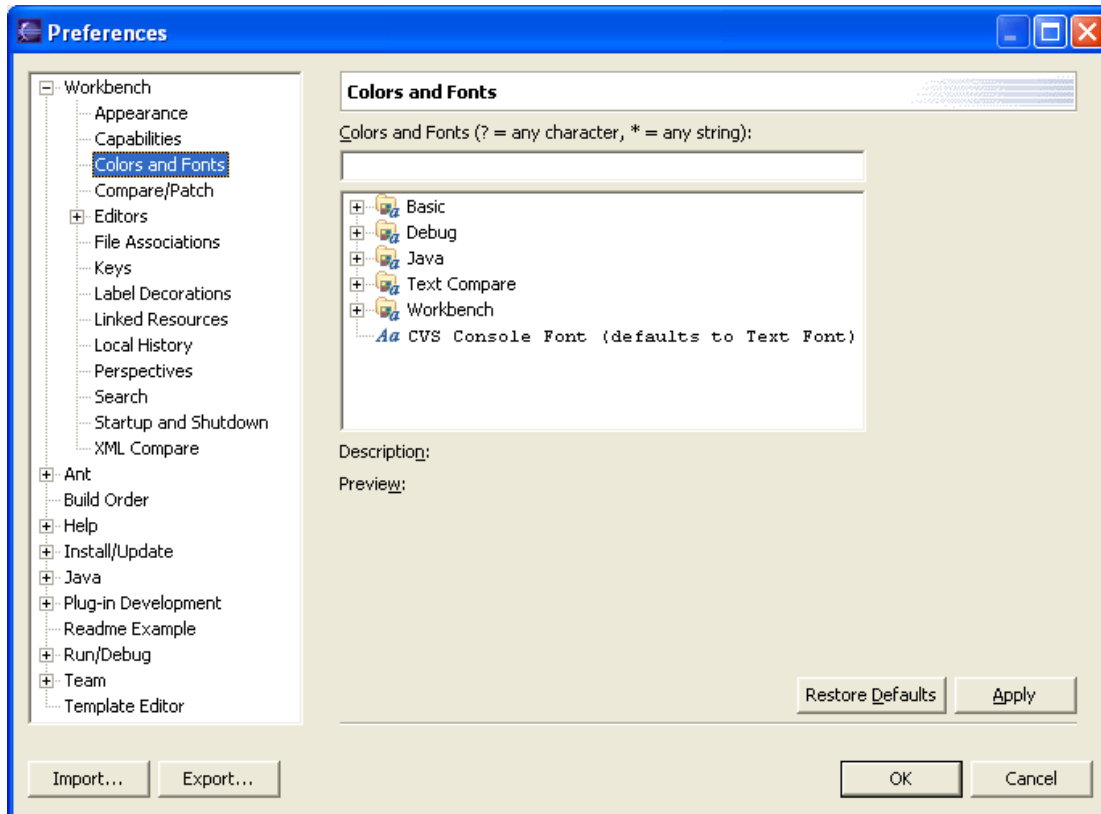 Preferences
Workbench
Appearance
Capabilities
Colors and Fonts
Compare/Patch
Editors
File Associations
Keys
Label Decorations
Linked Resources
Local History
Perspectives
Search
Startup and Shutdown
XML Compare
Ant
Build Order
Help
Install/Update
Java
Plug-in Development
Readme Example
Run/Debug
Team
Template Editor
Colors and Fonts
Colors and Fonts (? = any character, * = any string):
Basic
Debug
Java
Text Compare
Workbench
Aa CVS Console Font (defaults to Text Font)
Description:
Preview:
Restore Defaults
Apply
Import...
Export...
OK
Cancel